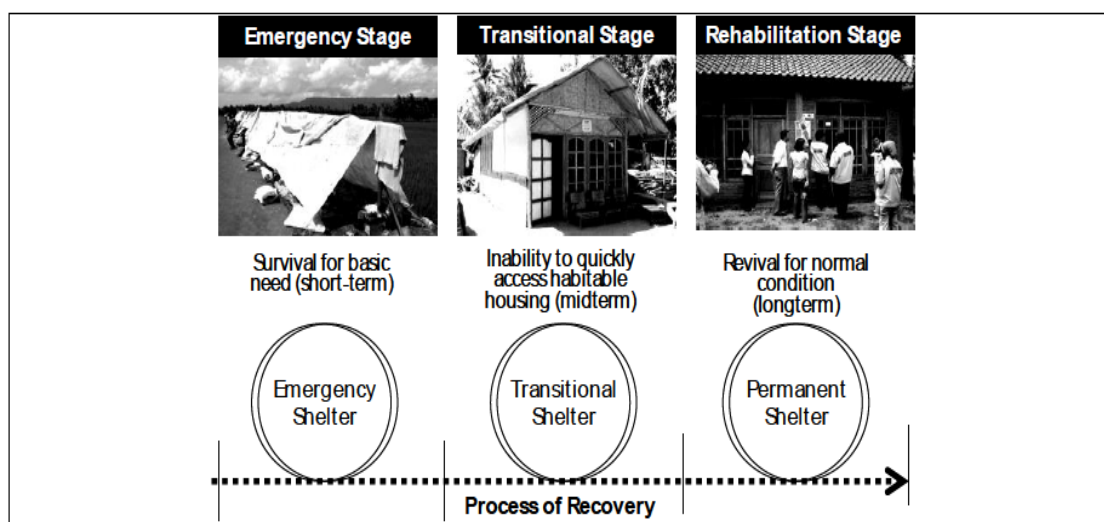 Emergency Stage
Transitional Stage
Rehabilitation Stage
Survival for basic
need (short-term)
Inability to quickly
access habitable
housing (midterm)
Revival for normal
condition
(longterm)
Emergency
Shelter
Transitional
Shelter
Permanent
Shelter
Process of Recovery